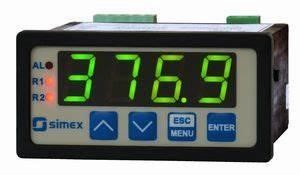 AL
R1
R2
376.9
simex
ESC
MENU
ENTER